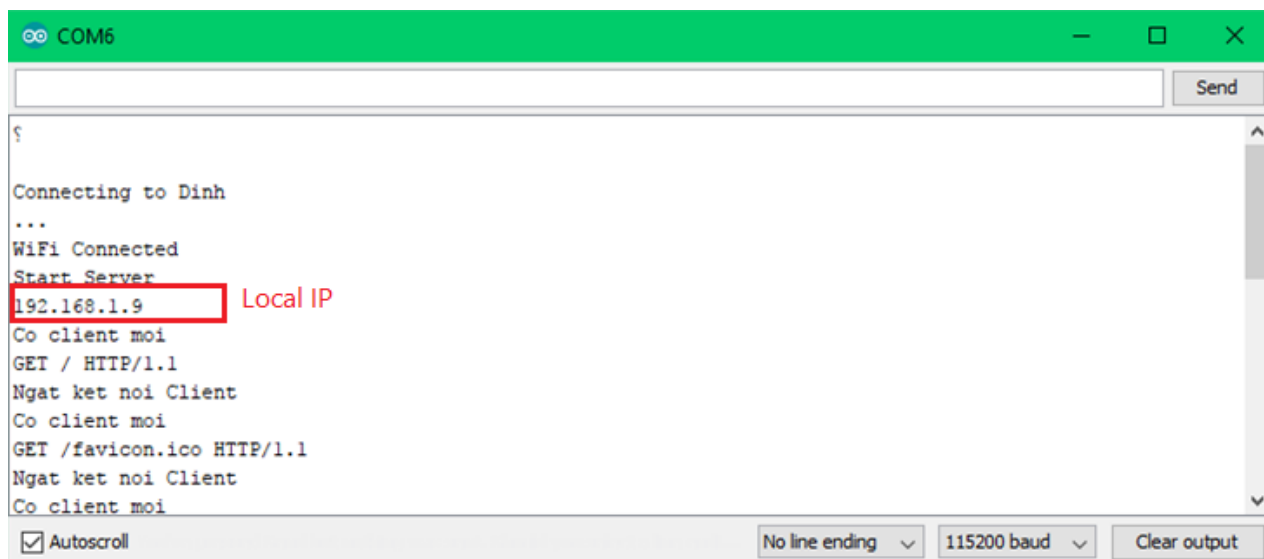 COM6
Send
Connecting to Dinh
...
WiFi Connected
Start Server
192.168.1.9 Local IP
Co client moi
GET / HTTP/1.1
Ngat ket noi Client
Co client moi
GET /favicon.ico HTTP/1.1
Ngat ket noi Client
Co client moi
Autoscroll No line ending 115200 baud Clear output